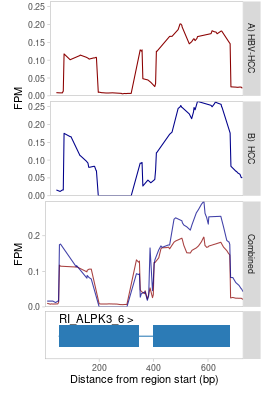 0.25
0.20
0.15
0.10
0.05
0.00
FPM
A) HBV-HCC
0.25
0.20
0.15
0.10
0.05
0.00
B) HCC
0.2
0.1
0.0
FPM
Combined
RI_ALPK3_6 >
200
400
600
Distance from region start (bp)